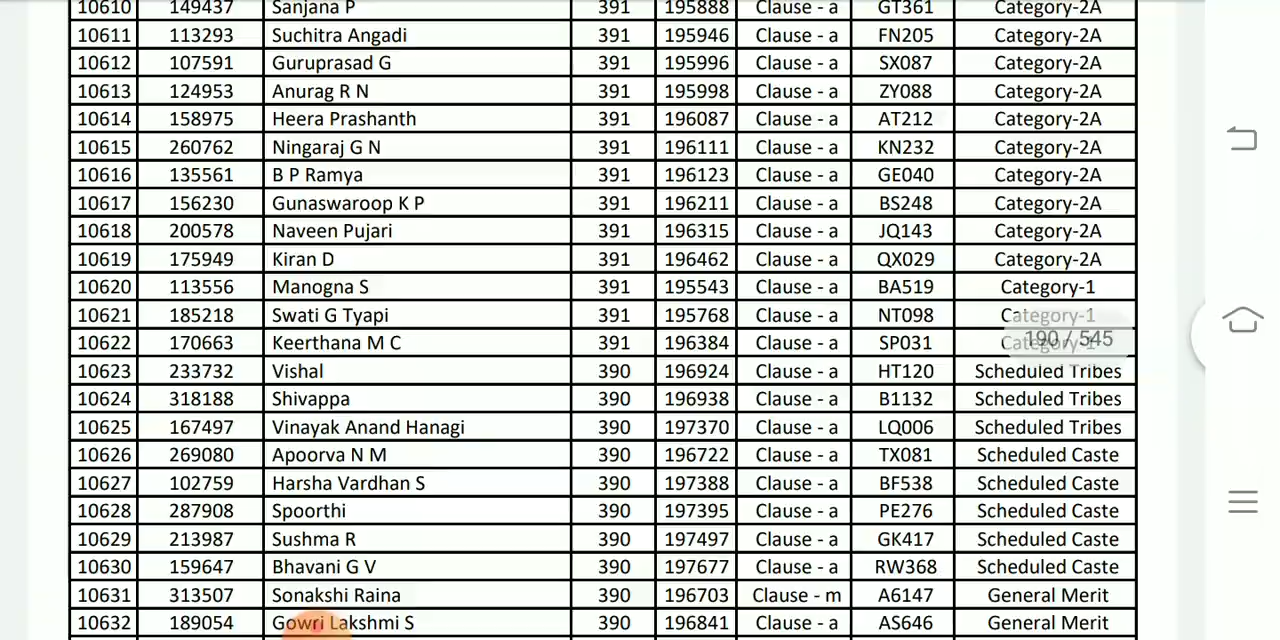 10610 149437 Sanjana P 391 195888 Clause - a GT361 Category-2A
10611 113293 Suchitra Angadi 391 195946 Clause - a FN205 Category-2A
10612 107591 Guruprasad G 391 195996 Clause - a SX087 Category-2A
10613 124953 Anurag R N 391 195998 Clause - a ZY088 Category-2A
10614 158975 Heera Prashanth 391 196087 Clause - a AT212 Category-2A
10615 260762 Ningaraj G N 391 196111 Clause - a KN232 Category-2A
10616 135561 B P Ramya 391 196123 Clause - a GE040 Category-2A
10617 156230 Gunaswaroop K P 391 196211 Clause - a BS248 Category-2A
10618 200578 Naveen Pujari 391 196315 Clause - a JQ143 Category-2A
10619 175949 Kiran D 391 196462 Clause - a QX029 Category-2A
10620 113556 Manogna S 391 195543 Clause - a BA519 Category-1
10621 185218 Swati G Tyapi 391 195768 Clause - a NT098 Category-1
10622 170663 Keerthana M C 391 196384 Clause - a SP031 Category-1
190 / 545
10623 233732 Vishal 390 196924 Clause - a HT120 Scheduled Tribes
10624 318188 Shivappa 390 196938 Clause - a B1132 Scheduled Tribes
10625 167497 Vinayak Anand Hanagi 390 197370 Clause - a LQ006 Scheduled Tribes
10626 269080 Apoorva N M 390 196722 Clause - a TX081 Scheduled Caste
10627 102759 Harsha Vardhan S 390 197388 Clause - a BF538 Scheduled Caste
10628 287908 Spoorthi 390 197395 Clause - a PE276 Scheduled Caste
10629 213987 Sushma R 390 197497 Clause - a GK417 Scheduled Caste
10630 159647 Bhavani G V 390 197677 Clause - a RW368 Scheduled Caste
10631 313507 Sonakshi Raina 390 196703 Clause - m A6147 General Merit
10632 189054 Gowri Lakshmi S 390 196841 Clause - a AS646 General Merit